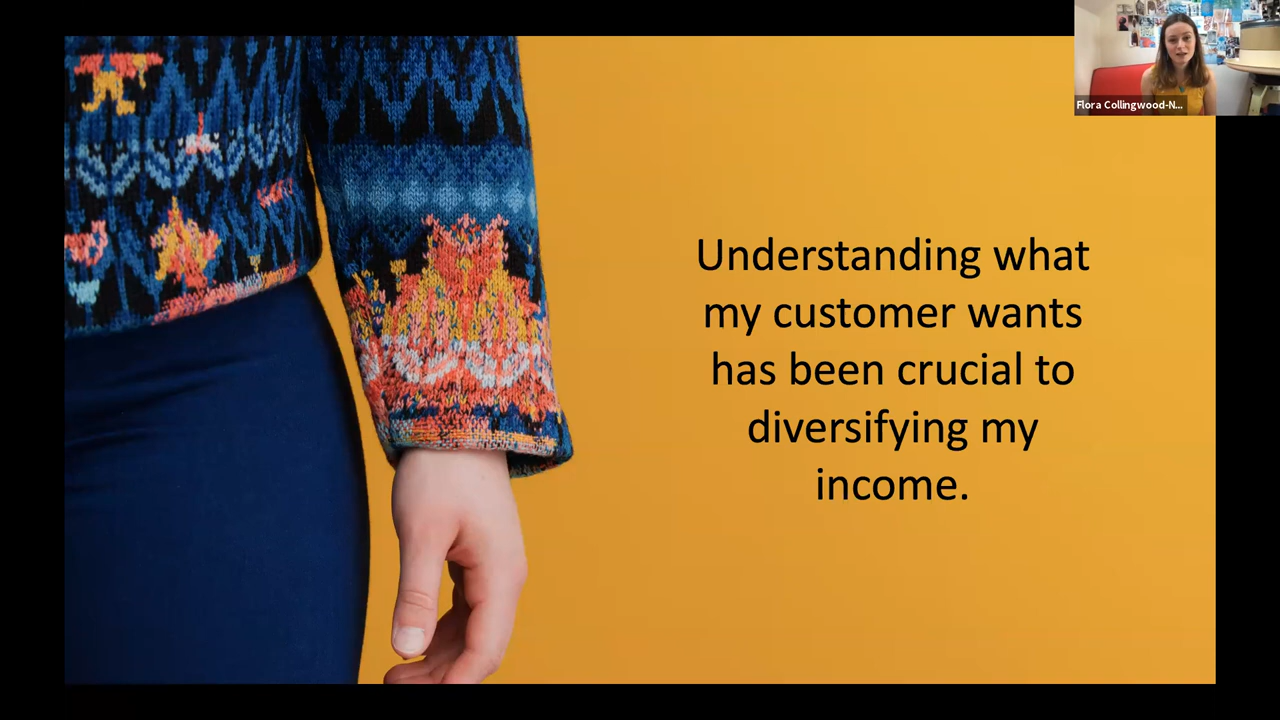 Flora Collingwood-N...
Understanding what
my customer wants
has been crucial to
diversifying my
income.